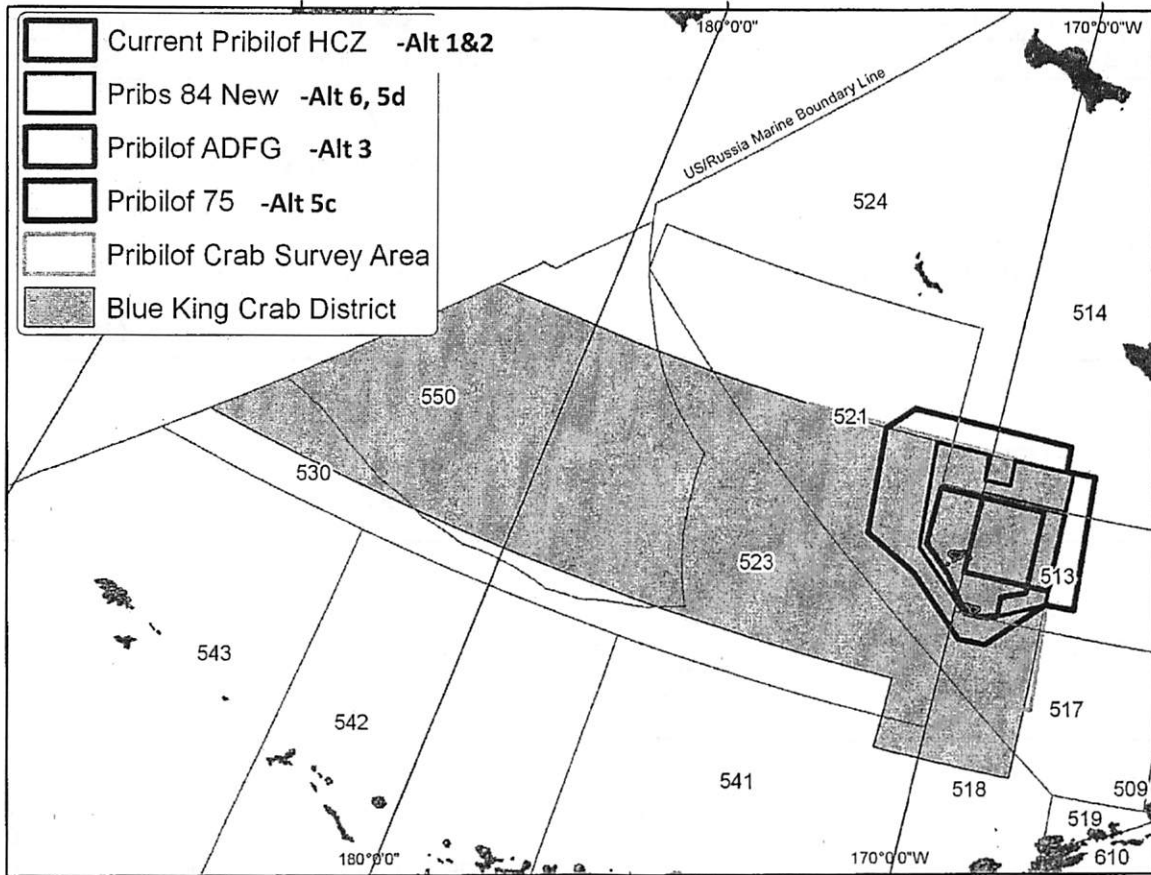 Current Pribilof HCZ -Alt 1&2
Pribs 84 New -Alt 6, 5d
Pribilof ADFG -Alt 3
Pribilof 75 -Alt 5c
Pribilof Crab Survey Area
Blue King Crab District
180°0'0"
170°0'0"W
US/Russia Marine Boundary Line
524
514
550
521
530
523
513
543
542
541
517
518
509
519
610
180°0'0"
170°0'0"W